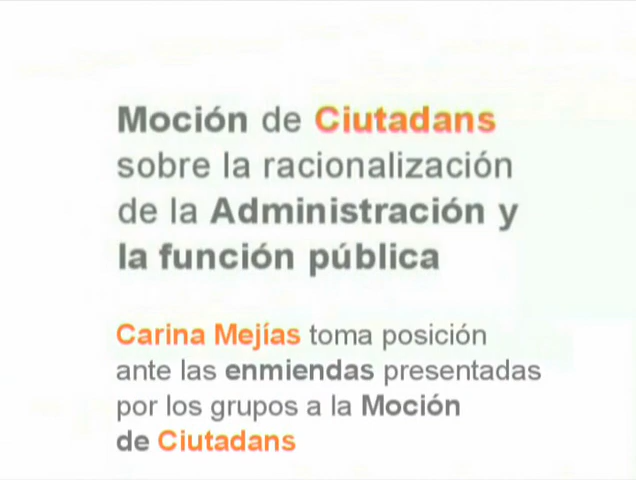 Moción de Ciutadans
sobre la racionalización
de la Administración y
la función pública
Carina Mejías toma posición
ante las enmiendas presentadas
por los grupos a la Moción
de Ciutadans